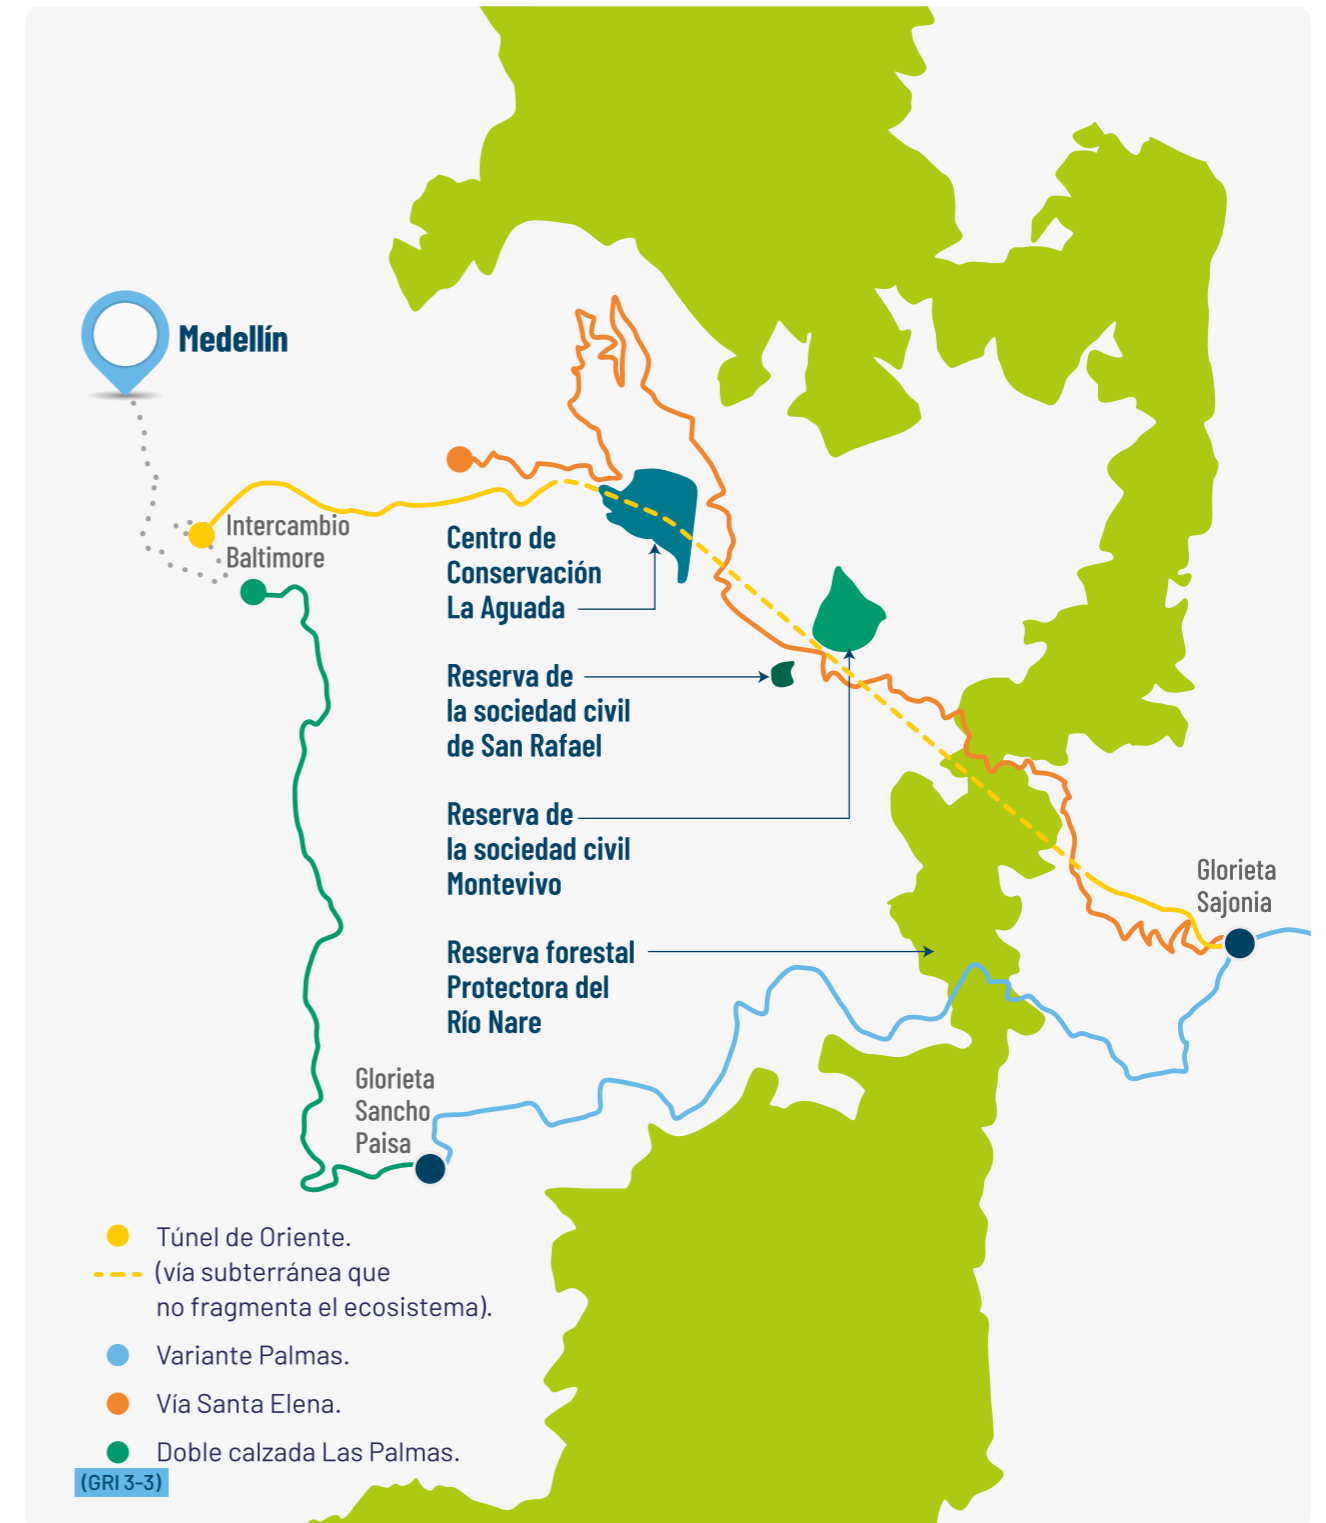 Medellín
Intercambio
Baltimore
Centro de
Conservación
La Aguada
Reserva de
la sociedad civil
de San Rafael
Reserva de
la sociedad civil
Montevivo
Glorieta
Sajonia
Reserva forestal
Protectora del
Río Nare
Glorieta
Sancho
Paisa
Túnel de Oriente.
(vía subterránea que
no fragmenta el ecosistema).
Variante Palmas.
Vía Santa Elena.
Doble calzada Las Palmas.
(GRI 3-3)